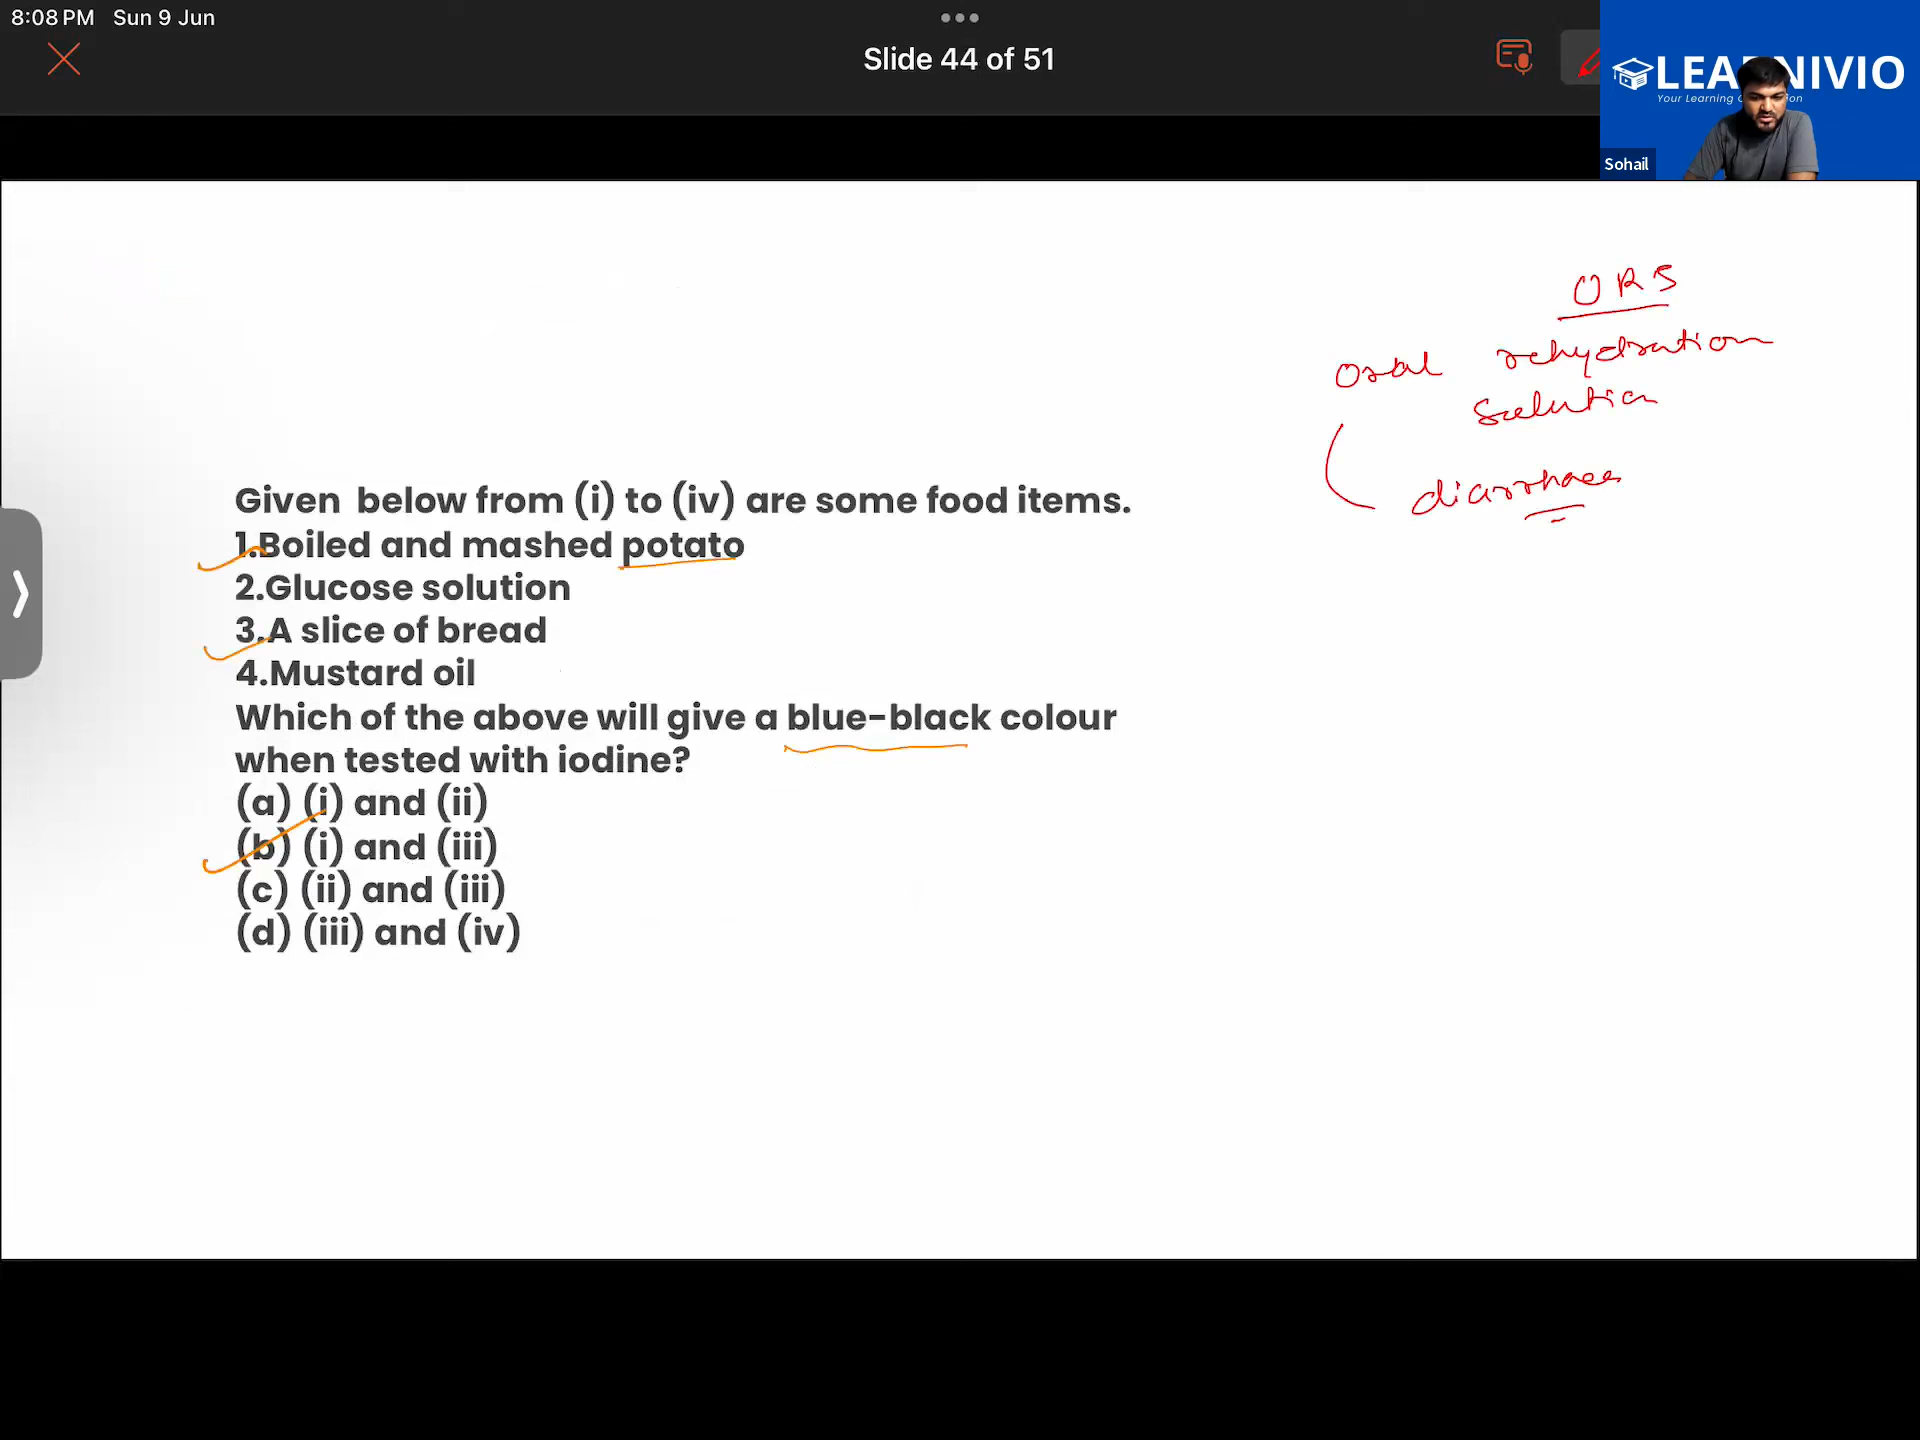 8:08 PM Sun 9 Jun
Slide 44 of 51
LEARNIVIO
Your Learning
Sohail
ORS
oral rehydration
solution
diarrhoea
Given below from (i) to (iv) are some food items.
1.Boiled and mashed potato
2.Glucose solution
3.A slice of bread
4.Mustard oil
Which of the above will give a blue-black colour
when tested with iodine?
(a) (i) and (ii)
(b) (i) and (iii)
(c) (ii) and (iii)
(d) (iii) and (iv)